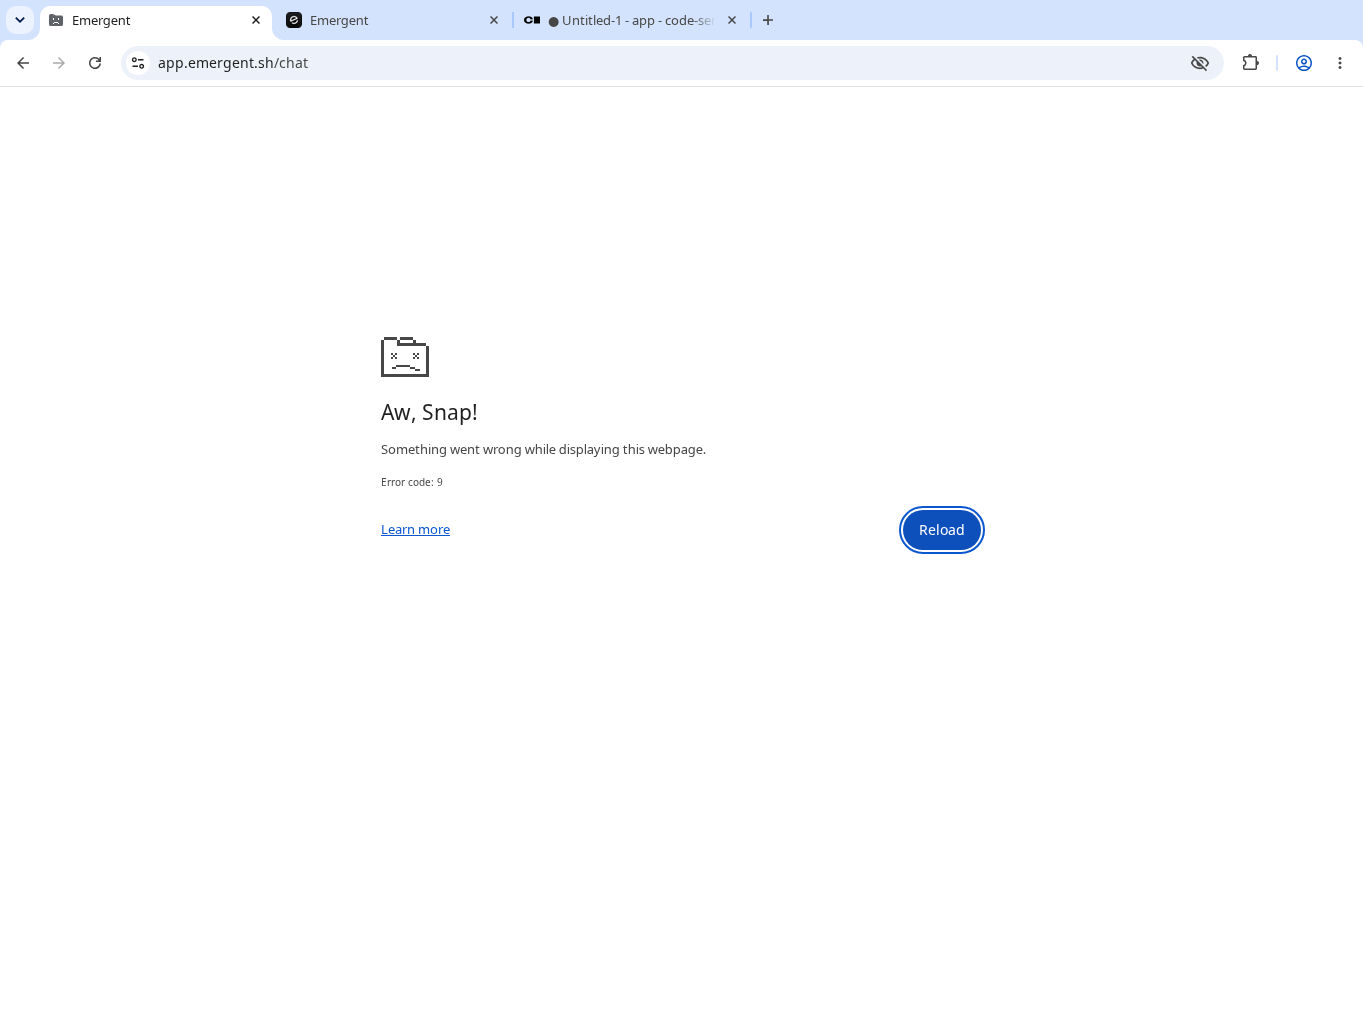 Emergent
Emergent
Untitled-1 - app - code-ser
app.emergent.sh/chat
Aw, Snap!
Something went wrong while displaying this webpage.
Error code: 9
Learn more
Reload